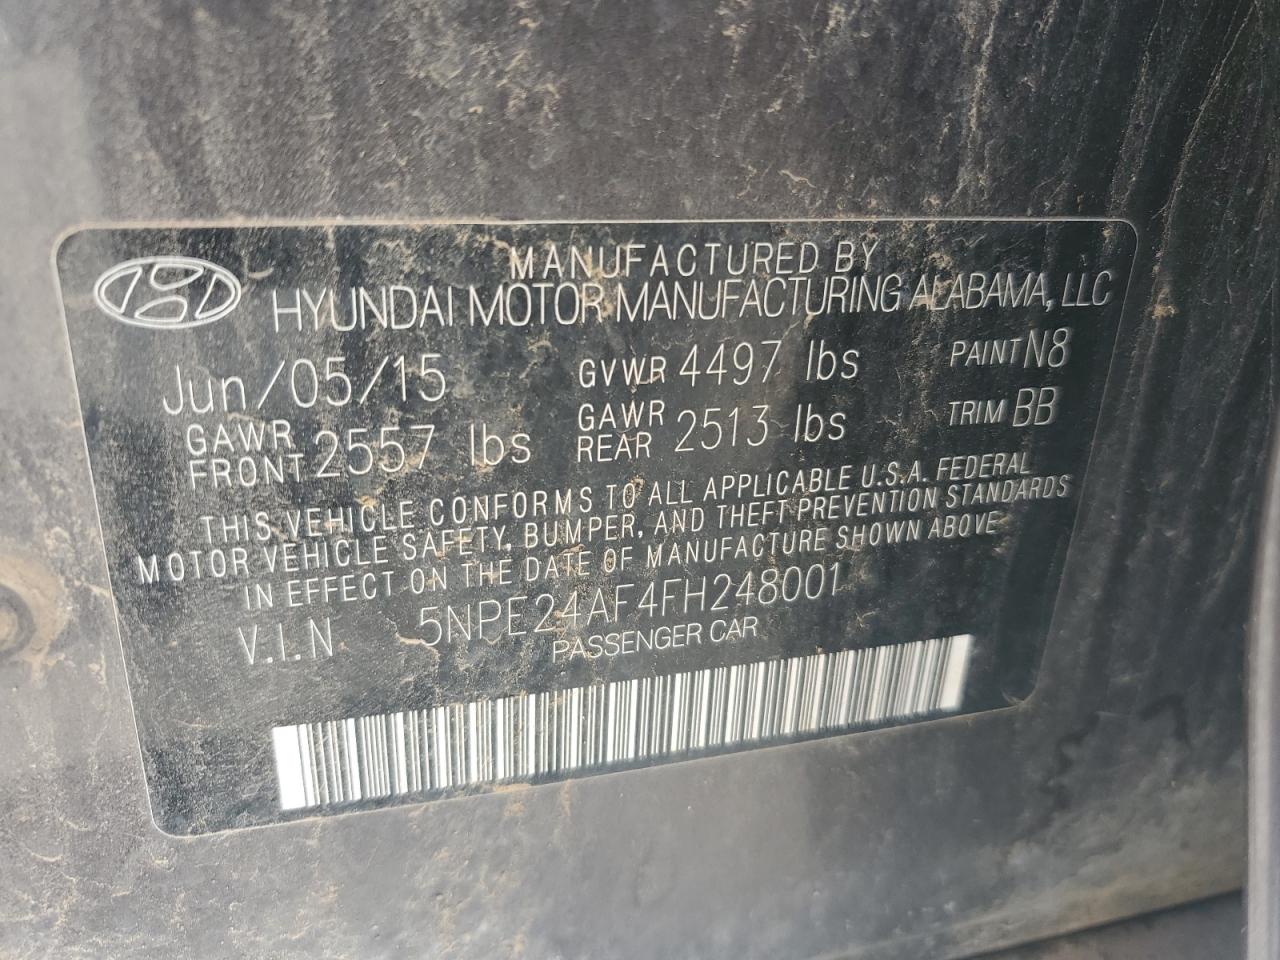 MANUFACTURED BY
HYUNDAI MOTOR MANUFACTURING ALABAMA, LLC
Jun/05/15 GVWR 4497 lbs PAINT N8
GAWR FRONT 2557 lbs GAWR REAR 2513 lbs TRIM BB
THIS VEHICLE CONFORMS TO ALL APPLICABLE U.S.A. FEDERAL
MOTOR VEHICLE SAFETY, BUMPER, AND THEFT PREVENTION STANDARDS
IN EFFECT ON THE DATE OF MANUFACTURE SHOWN ABOVE
V.I.N 5NPE24AF4FH248001
PASSENGER CAR